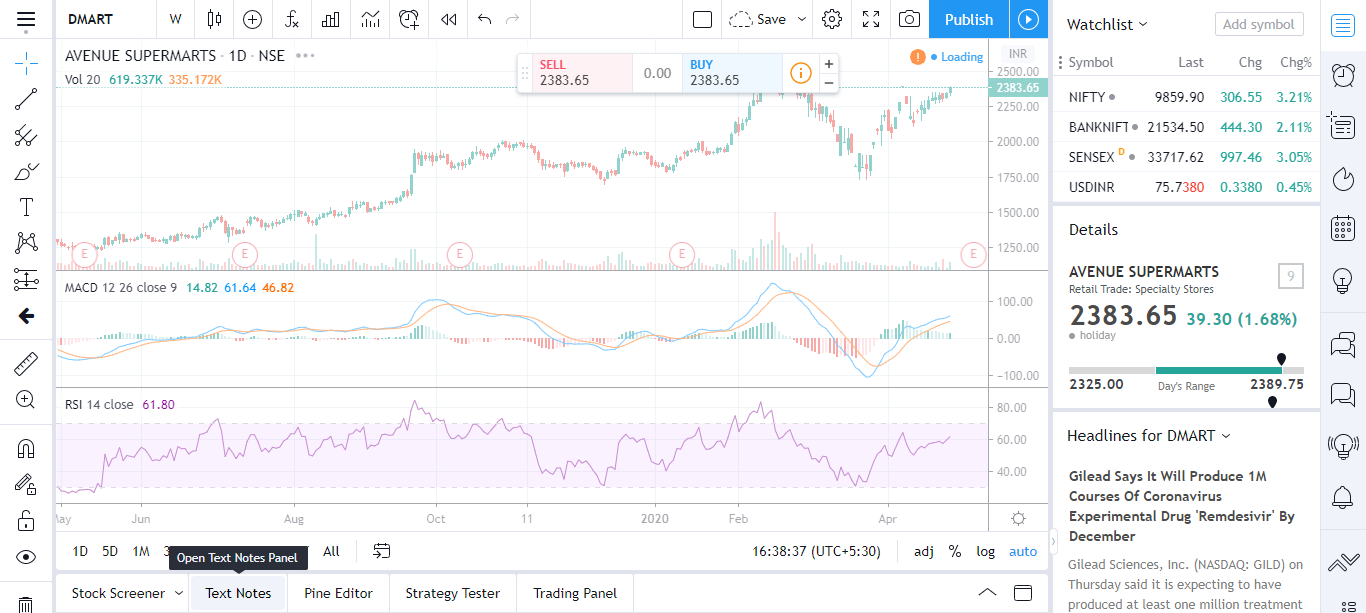 DMART W Save Publish
AVENUE SUPERMARTS · 1D · NSE
Vol 20 619.337K 335.172K
SELL
2383.65
0.00
BUY
2383.65
Loading
INR
2500.00
2383.65
2250.00
2000.00
1750.00
1500.00
1250.00
E E E E E
MACD 12 26 close 9 14.82 61.64 46.82
100.00
0.00
−100.00
RSI 14 close 61.80
80.00
60.00
40.00
Jun Aug Oct 11 2020 Feb Apr
1D 5D 1M All
16:38:37 (UTC+5:30) adj % log auto
Open Text Notes Panel
Stock Screener Text Notes Pine Editor Strategy Tester Trading Panel
Watchlist Add symbol
Symbol Last Chg Chg%
NIFTY 9859.90 306.55 3.21%
BANKNIFT 21534.50 444.30 2.11%
SENSEX D 33717.62 997.46 3.05%
USDINR 75.7380 0.3380 0.45%
Details
AVENUE SUPERMARTS 9
Retail Trade: Specialty Stores
2383.65 39.30 (1.68%)
holiday
2325.00 Day's Range 2389.75
Headlines for DMART
Gilead Says It Will Produce 1M
Courses Of Coronavirus
Experimental Drug 'Remdesivir' By
December
Gilead Sciences, Inc. (NASDAQ: GILD) on
Thursday said it is expecting to have
produced at least one million treatment